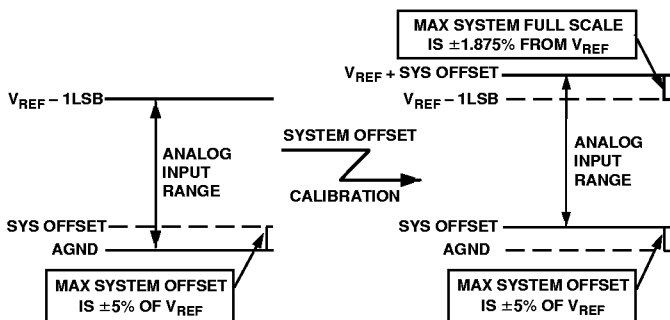 MAX SYSTEM FULL SCALE
IS ±1.875% FROM VREF
VREF + SYS OFFSET
VREF – 1LSB
VREF – 1LSB
SYSTEM OFFSET
CALIBRATION
ANALOG
INPUT
RANGE
ANALOG
INPUT
RANGE
SYS OFFSET
AGND
SYS OFFSET
AGND
MAX SYSTEM OFFSET
IS ±5% OF VREF
MAX SYSTEM OFFSET
IS ±5% OF VREF